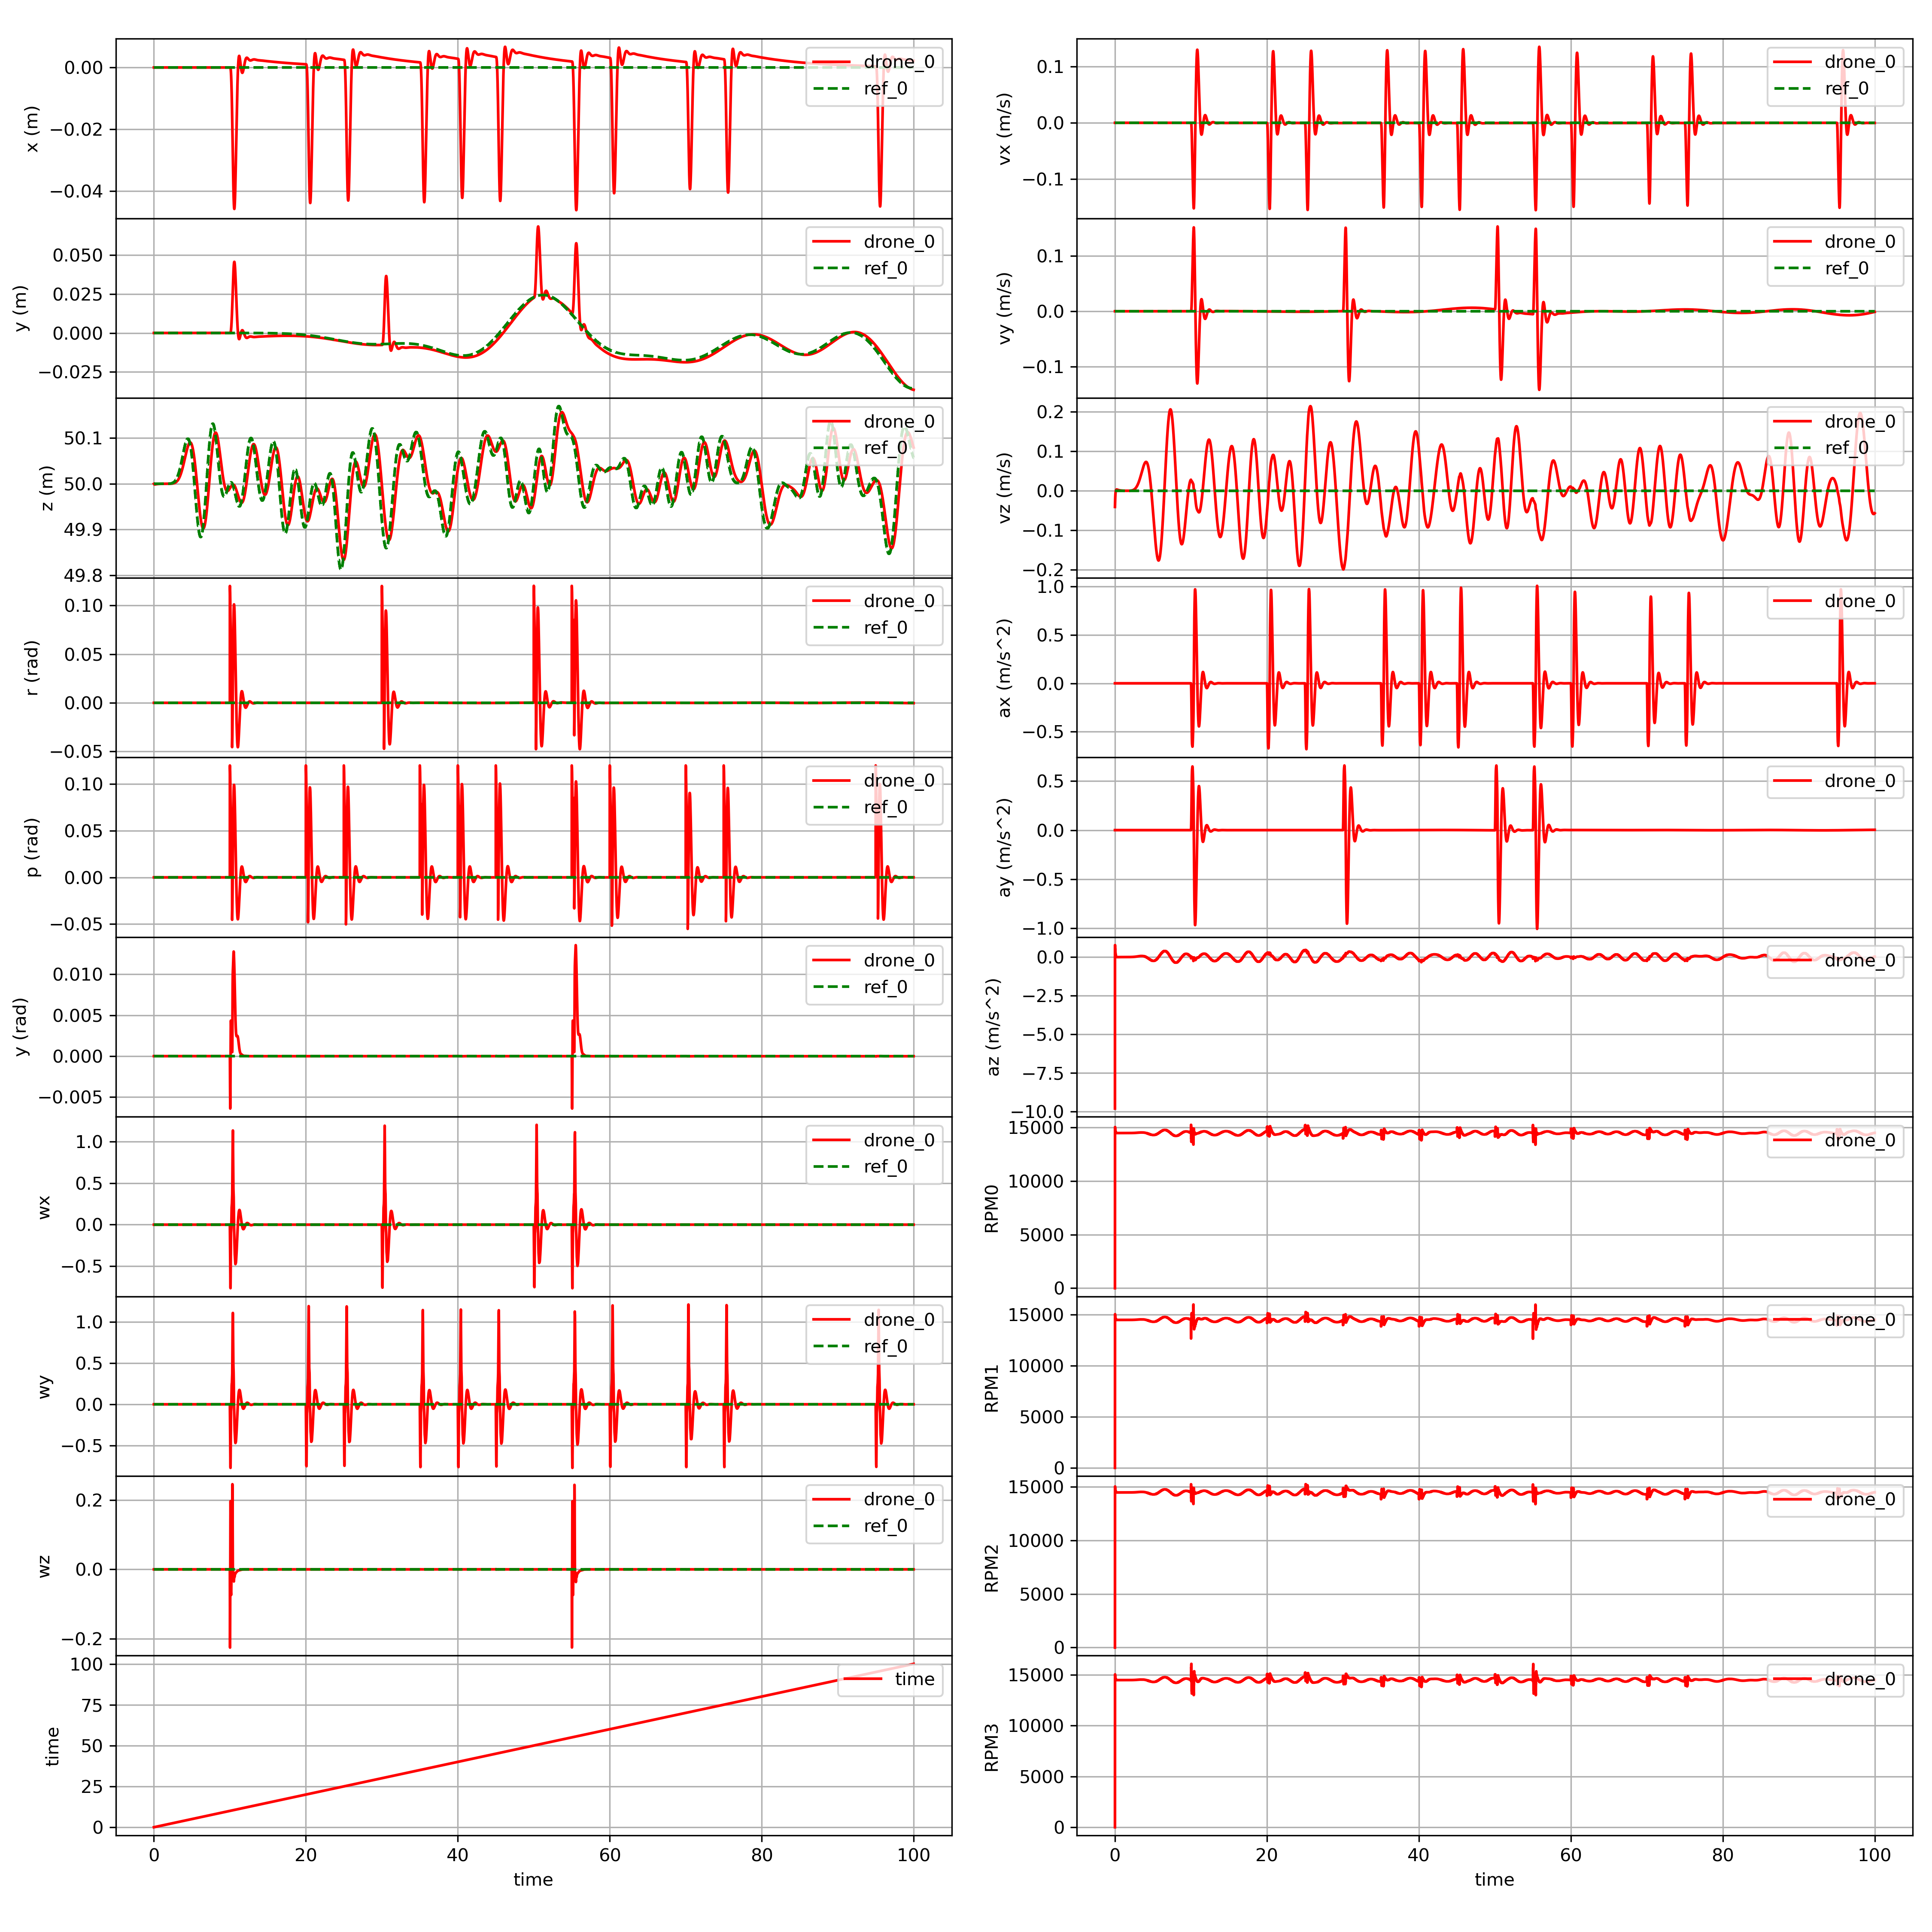 0.00
−0.02
−0.04
x (m)
drone_0
ref_0
0.050
0.025
0.000
−0.025
y (m)
drone_0
ref_0
50.1
50.0
49.9
49.8
z (m)
drone_0
ref_0
0.10
0.05
0.00
−0.05
r (rad)
drone_0
ref_0
0.10
0.05
0.00
−0.05
p (rad)
drone_0
ref_0
0.010
0.005
0.000
−0.005
y (rad)
drone_0
ref_0
1.0
0.5
0.0
−0.5
wx
drone_0
ref_0
1.0
0.5
0.0
−0.5
wy
drone_0
ref_0
0.2
0.0
−0.2
wz
drone_0
ref_0
100
75
50
25
0
time
time
0 20 40 60 80 100
time
0.1
0.0
−0.1
vx (m/s)
drone_0
ref_0
0.1
0.0
−0.1
vy (m/s)
drone_0
ref_0
0.2
0.1
0.0
−0.1
−0.2
vz (m/s)
drone_0
ref_0
1.0
0.5
0.0
−0.5
ax (m/s^2)
drone_0
0.5
0.0
−0.5
−1.0
ay (m/s^2)
drone_0
0.0
−2.5
−5.0
−7.5
−10.0
az (m/s^2)
drone_0
15000
10000
5000
0
RPM0
drone_0
15000
10000
5000
0
RPM1
drone_0
15000
10000
5000
0
RPM2
drone_0
15000
10000
5000
0
RPM3
drone_0
0 20 40 60 80 100
time